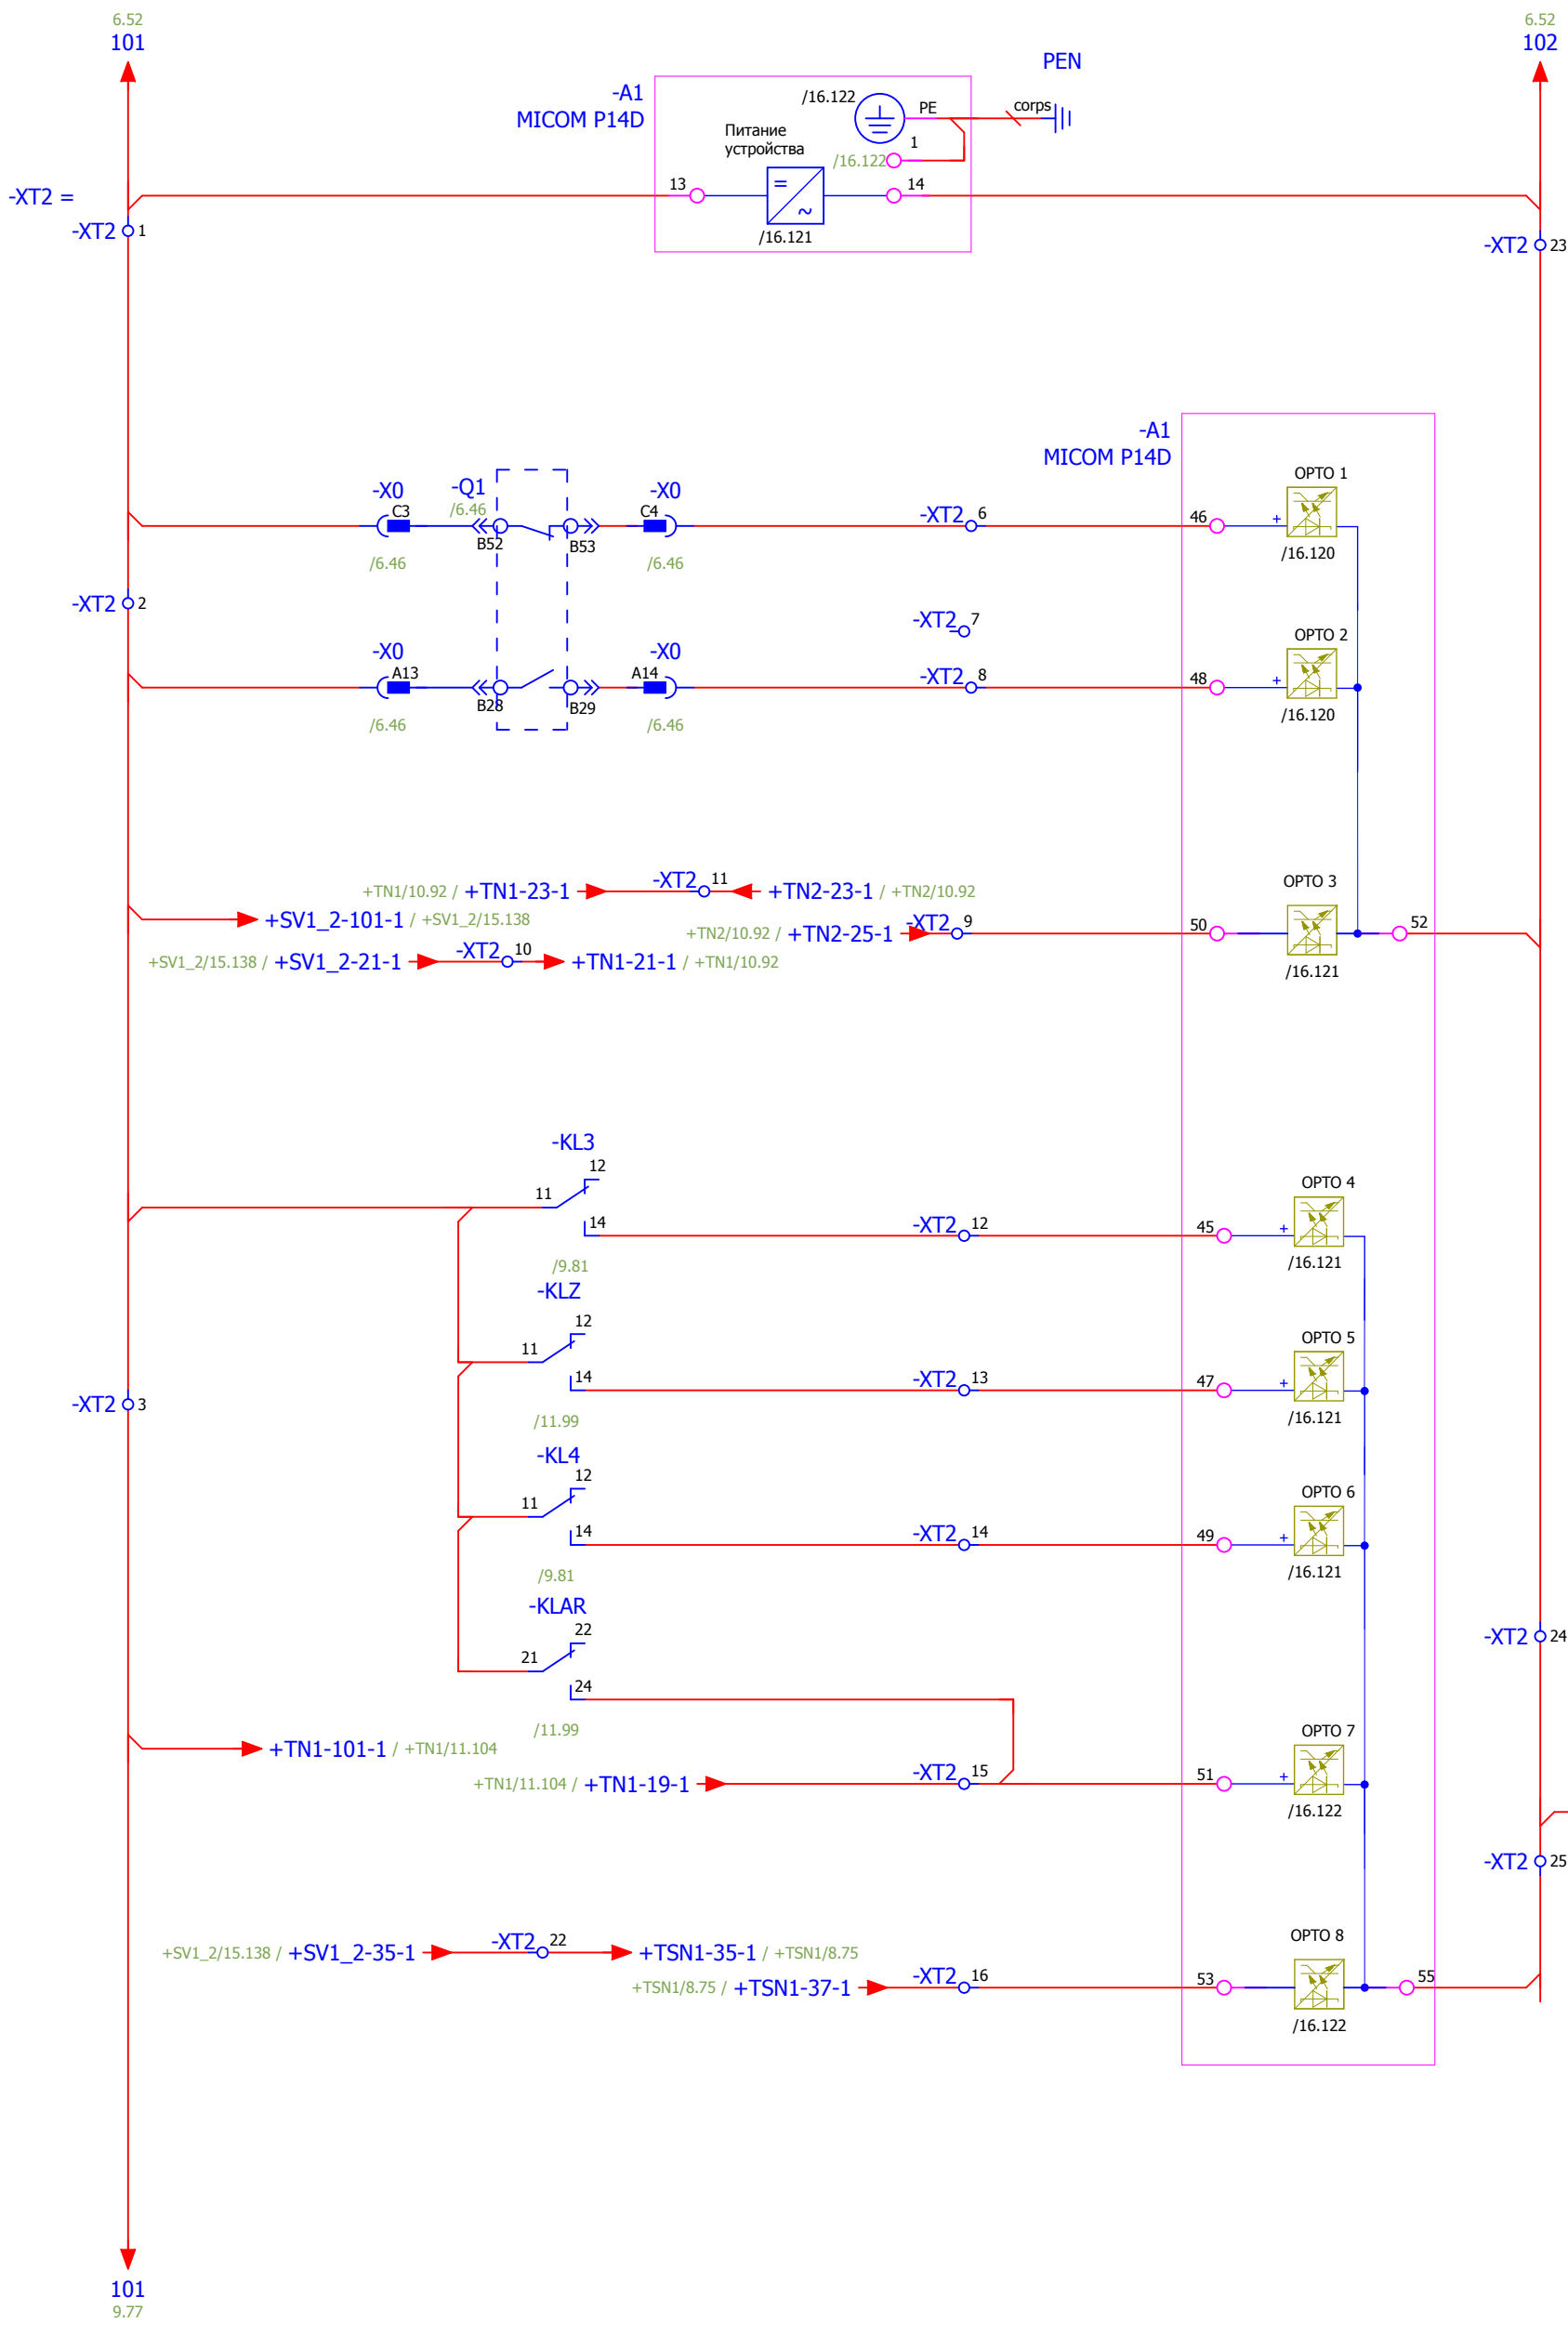 6.52
101
6.52
102
PEN
-A1
MICOM P14D
/16.122
PE
corps
Питание
устройства
1
/16.122
13
=
~
14
/16.121
-XT2 =
-XT2 1
-XT2 23
-A1
MICOM P14D
OPTO 1
-X0
C3
-Q1
/6.46
-X0
C4
B52
B53
-XT2 6
46
+
/6.46
/6.46
/16.120
-XT2 2
-XT2 7
OPTO 2
-X0
A13
-X0
A14
B28
B29
-XT2 8
48
+
/6.46
/6.46
/16.120
+TN1/10.92 / +TN1-23-1
-XT2 11
+TN2-23-1 / +TN2/10.92
OPTO 3
+SV1_2-101-1 / +SV1_2/15.138
+TN2/10.92 / +TN2-25-1
-XT2 9
50
52
+SV1_2/15.138 / +SV1_2-21-1
-XT2 10
+TN1-21-1 / +TN1/10.92
/16.121
-KL3
12
11
14
OPTO 4
-XT2 12
45
+
/9.81
/16.121
-KLZ
12
11
14
OPTO 5
-XT2 13
47
+
-XT2 3
/11.99
/16.121
-KL4
12
11
14
OPTO 6
-XT2 14
49
+
/9.81
/16.121
-KLAR
22
21
24
-XT2 24
/11.99
OPTO 7
+TN1-101-1 / +TN1/11.104
+TN1/11.104 / +TN1-19-1
-XT2 15
51
+
/16.122
-XT2 25
OPTO 8
+SV1_2/15.138 / +SV1_2-35-1
-XT2 22
+TSN1-35-1 / +TSN1/8.75
+TSN1/8.75 / +TSN1-37-1
-XT2 16
53
55
/16.122
101
9.77